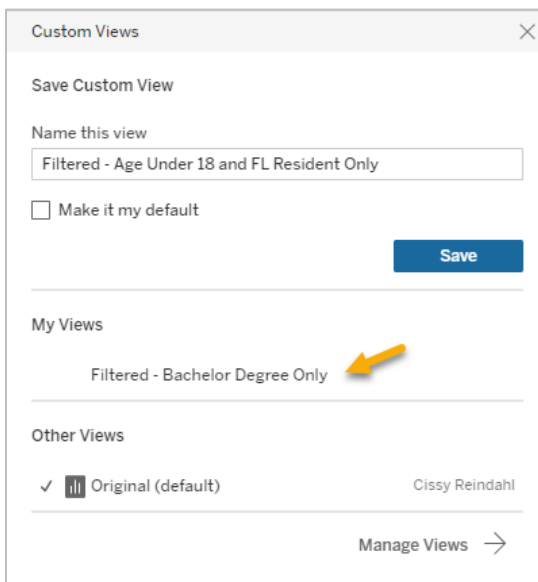 Custom Views
Save Custom View
Name this view
Filtered - Age Under 18 and FL Resident Only
Make it my default
Save
My Views
Filtered - Bachelor Degree Only
Other Views
Original (default) Cissy Reindahl
Manage Views